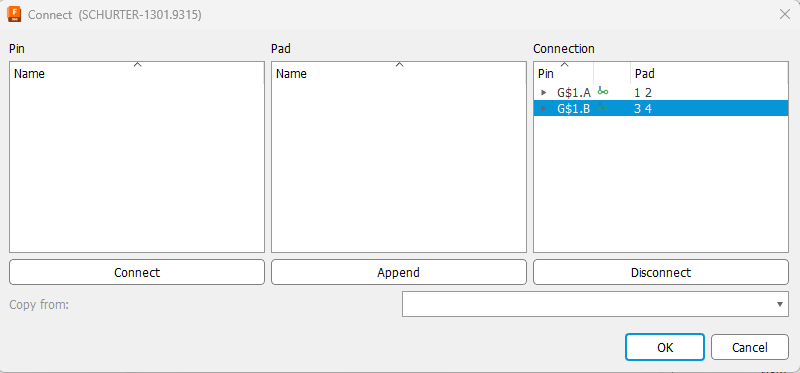 Connect (SCHURTER-1301.9315)
Pin
Pad
Connection
Name
Name
Pin
Pad
G$1.A
1 2
G$1.B
3 4
Connect
Append
Disconnect
Copy from:
OK
Cancel